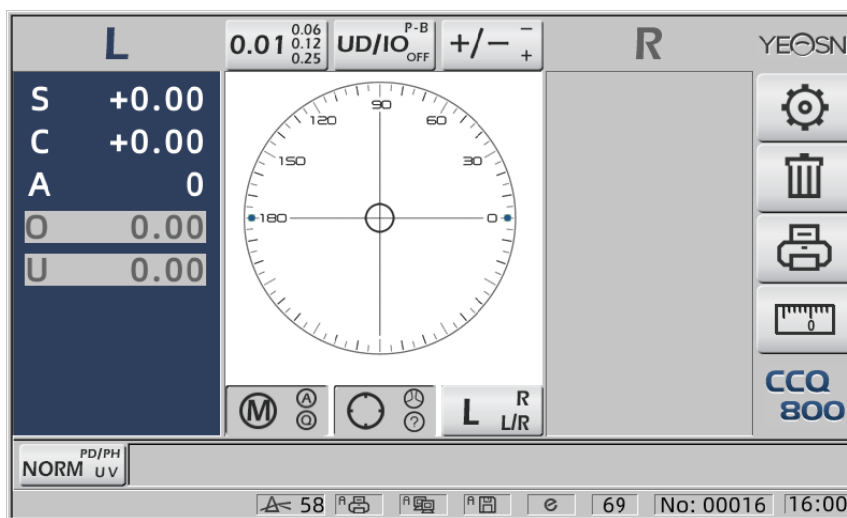 L
0.01 0.06 0.12 0.25
UD/IO P-B OFF
+/− − +
R
YEOSN
S +0.00
C +0.00
A 0
O 0.00
U 0.00
90
120 60
150 30
180 0
0
CCQ
800
M A Q
?
L R L/R
NORM PD/PH UV
A< 58 A A A e 69 No: 00016 16:00